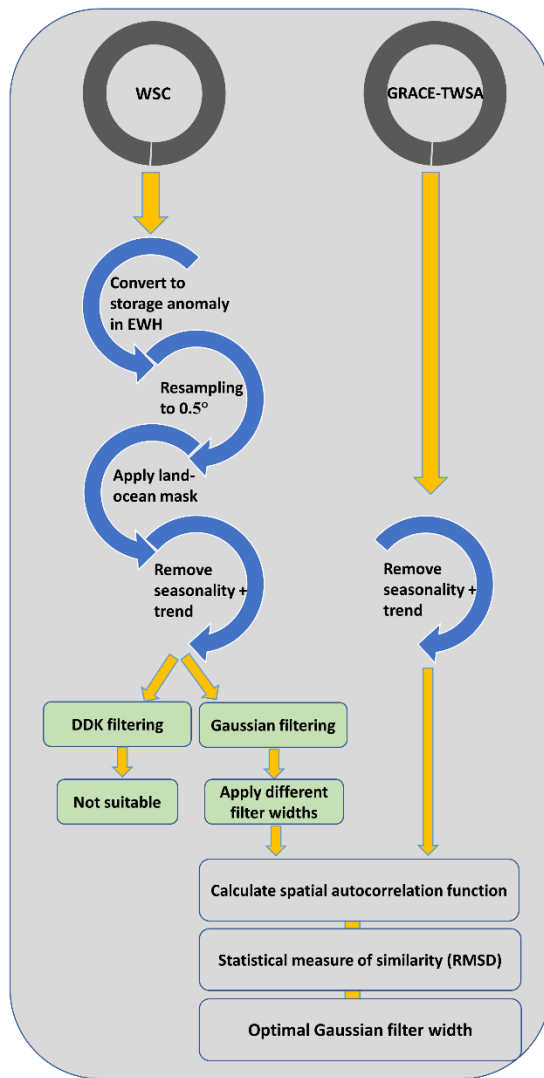 WSC
GRACE-TWSA
Convert to
storage anomaly
in EWH
Resampling
to 0.5°
Apply land-
ocean mask
Remove
seasonality +
trend
Remove
seasonality +
trend
DDK filtering
Gaussian filtering
Not suitable
Apply different
filter widths
Calculate spatial autocorrelation function
Statistical measure of similarity (RMSD)
Optimal Gaussian filter width